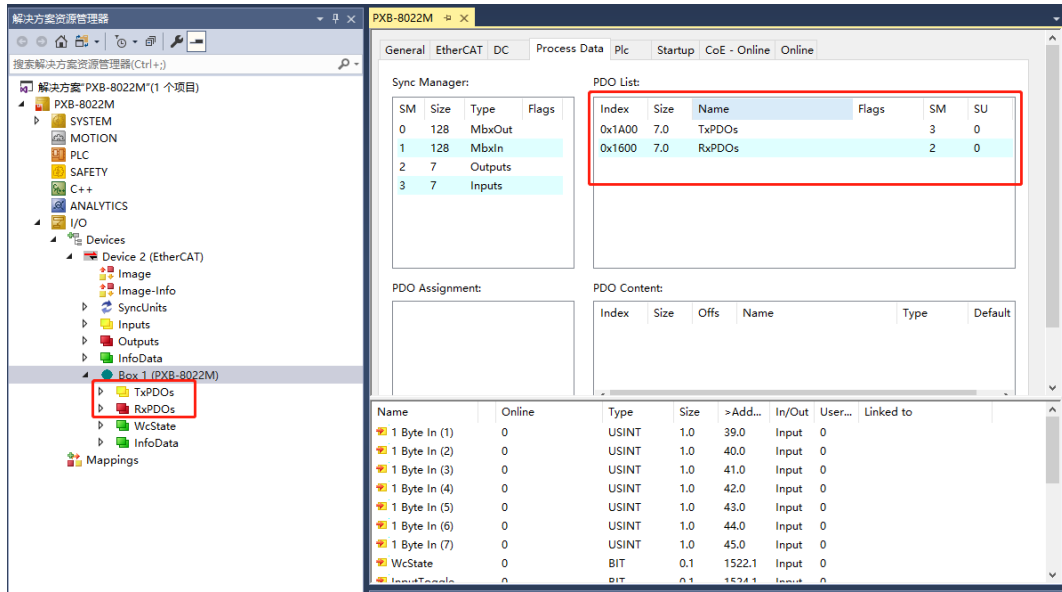 解决方案资源管理器
搜索解决方案资源管理器(Ctrl+;)
解决方案"PXB-8022M"(1 个项目)
PXB-8022M
SYSTEM
MOTION
PLC
SAFETY
C++
ANALYTICS
I/O
Devices
Device 2 (EtherCAT)
Image
Image-Info
SyncUnits
Inputs
Outputs
InfoData
Box 1 (PXB-8022M)
TxPDOs
RxPDOs
WcState
InfoData
Mappings
PXB-8022M
General EtherCAT DC Process Data Plc Startup CoE - Online Online
Sync Manager:
SM Size Type Flags
0 128 MbxOut
1 128 MbxIn
2 7 Outputs
3 7 Inputs
PDO List:
Index Size Name Flags SM SU
0x1A00 7.0 TxPDOs 3 0
0x1600 7.0 RxPDOs 2 0
PDO Assignment:
PDO Content:
Index Size Offs Name Type Default
Name Online Type Size >Add... In/Out User... Linked to
1 Byte In (1) 0 USINT 1.0 39.0 Input 0
1 Byte In (2) 0 USINT 1.0 40.0 Input 0
1 Byte In (3) 0 USINT 1.0 41.0 Input 0
1 Byte In (4) 0 USINT 1.0 42.0 Input 0
1 Byte In (5) 0 USINT 1.0 43.0 Input 0
1 Byte In (6) 0 USINT 1.0 44.0 Input 0
1 Byte In (7) 0 USINT 1.0 45.0 Input 0
WcState 0 BIT 0.1 1522.1 Input 0
InputToggle 0 BIT 0.1 1524.1 Input 0